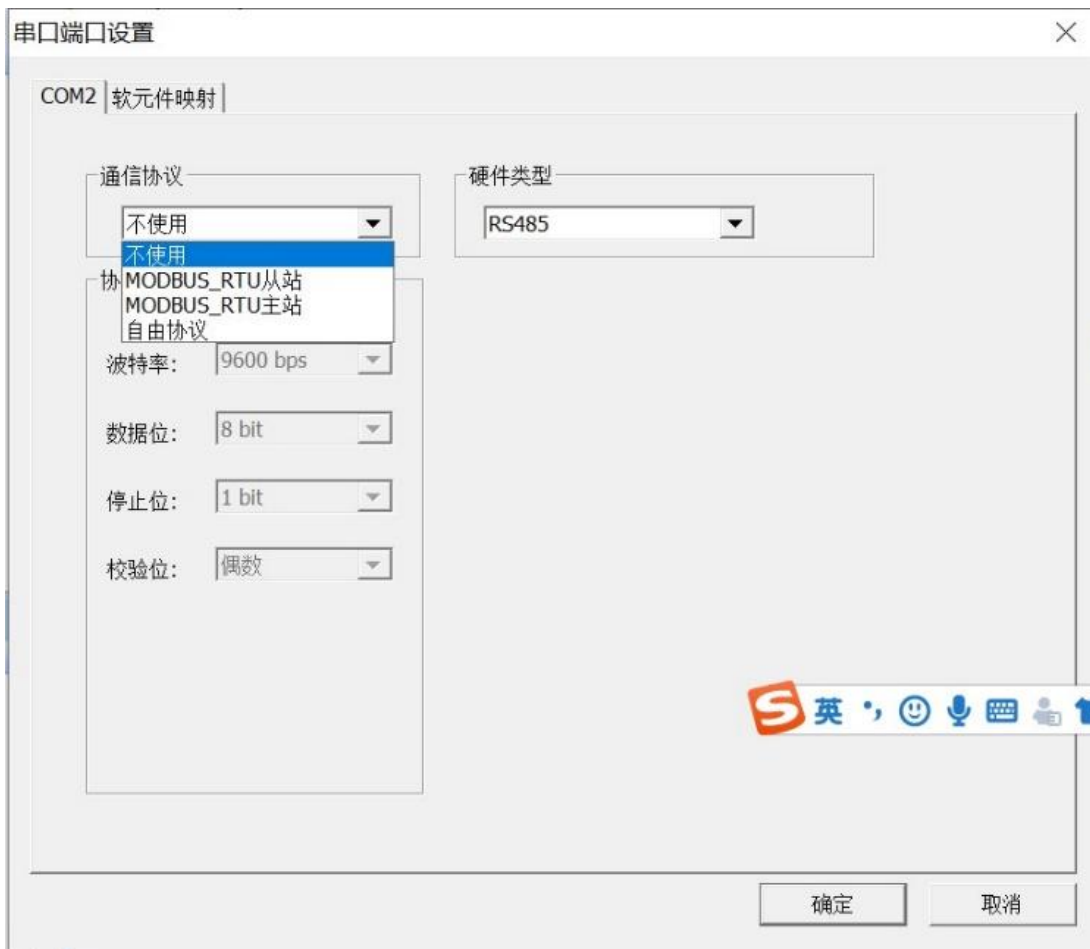 串口端口设置
COM2 软元件映射
通信协议 硬件类型
不使用 RS485
不使用
协 MODBUS_RTU从站
MODBUS_RTU主站
自由协议
波特率: 9600 bps
数据位: 8 bit
停止位: 1 bit
校验位: 偶数
S 英
确定 取消